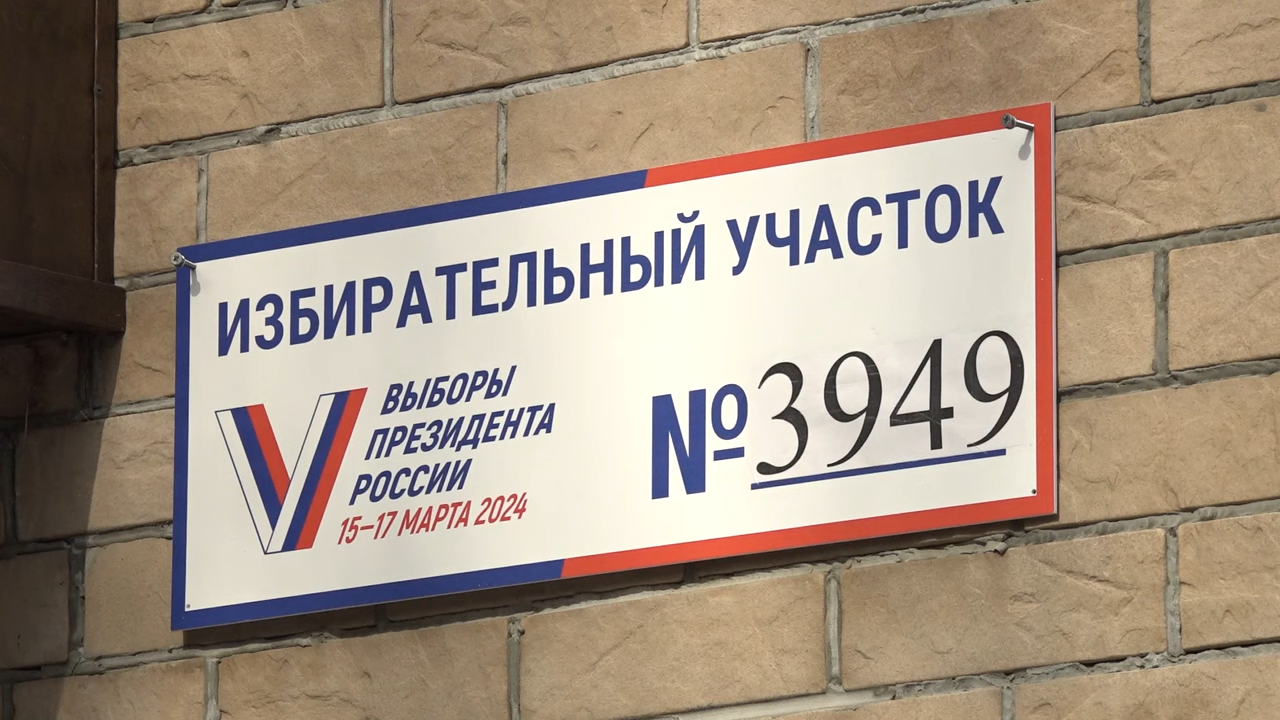 ИЗБИРАТЕЛЬНЫЙ УЧАСТОК
ВЫБОРЫ
ПРЕЗИДЕНТА
РОССИИ
15–17 МАРТА 2024
№3949